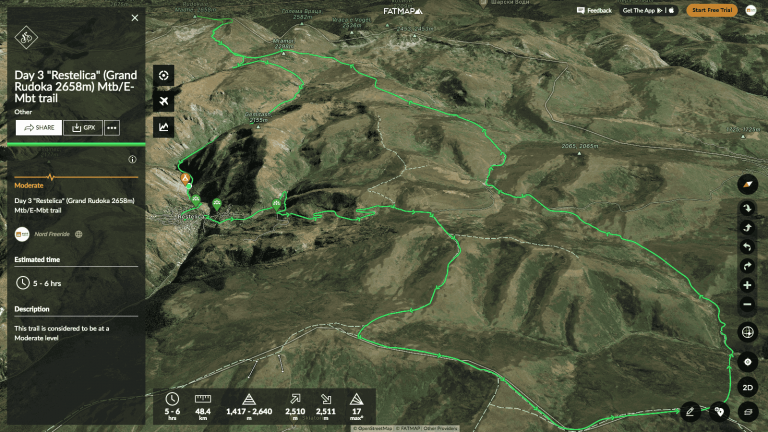 Day 3 "Restelica" (Grand
Rudoka 2658m) Mtb/E-
Mbt trail
Other
SHARE
GPX
Moderate
Day 3 "Restelica" (Grand Rudoka 2658m)
Mtb/E-Mbt trail
Nord Freeride
Estimated time
5 - 6 hrs
Description
This trail is considered to be at a
Moderate level
FATMAP
Feedback
Get The App
Start Free Trial
Шарски Води
2155m
2065, 2065m
Restelica
5 - 6
hrs
48.4
km
1,417 - 2,640
m
2,510
m
2,511
m
17
max°
2D
© OpenStreetMap © FATMAP | Other Providers